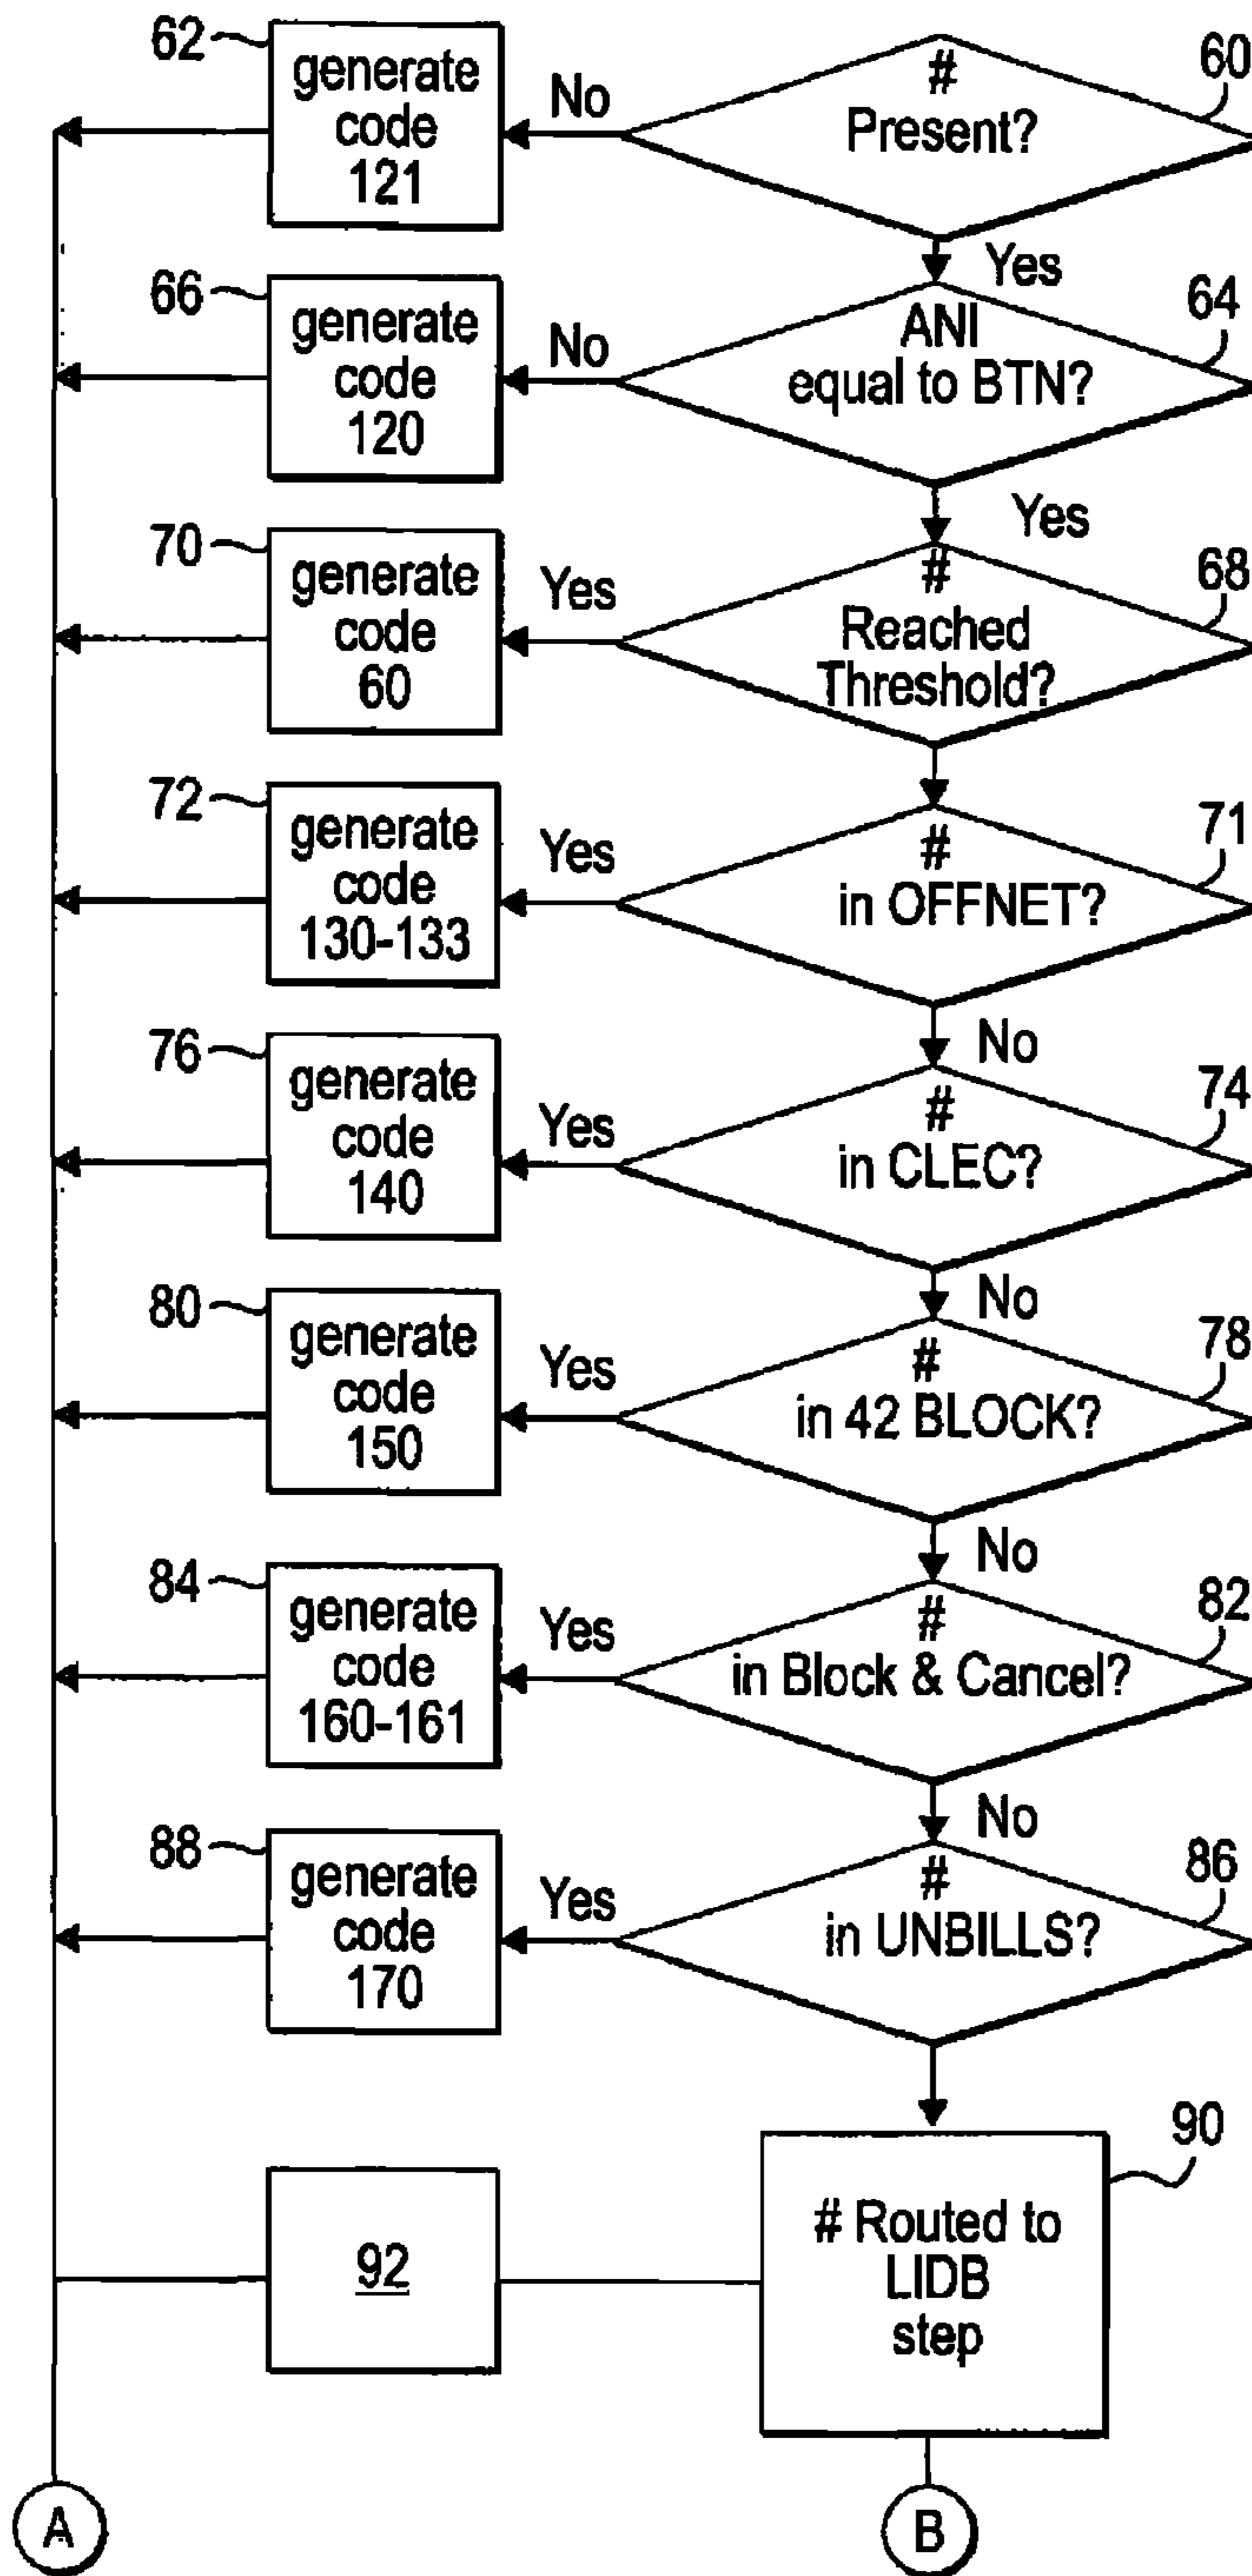 62
generate
code
121
No
#
Present?
60
Yes
66
generate
code
120
No
ANI
equal to BTN?
64
Yes
70
generate
code
60
Yes
#
Reached
Threshold?
68
72
generate
code
130-133
Yes
#
in OFFNET?
71
No
76
generate
code
140
Yes
#
in CLEC?
74
No
80
generate
code
150
Yes
#
in 42 BLOCK?
78
No
84
generate
code
160-161
Yes
#
in Block & Cancel?
82
No
88
generate
code
170
Yes
#
in UNBILLS?
86
92
# Routed to
LIDB
step
90
A
B